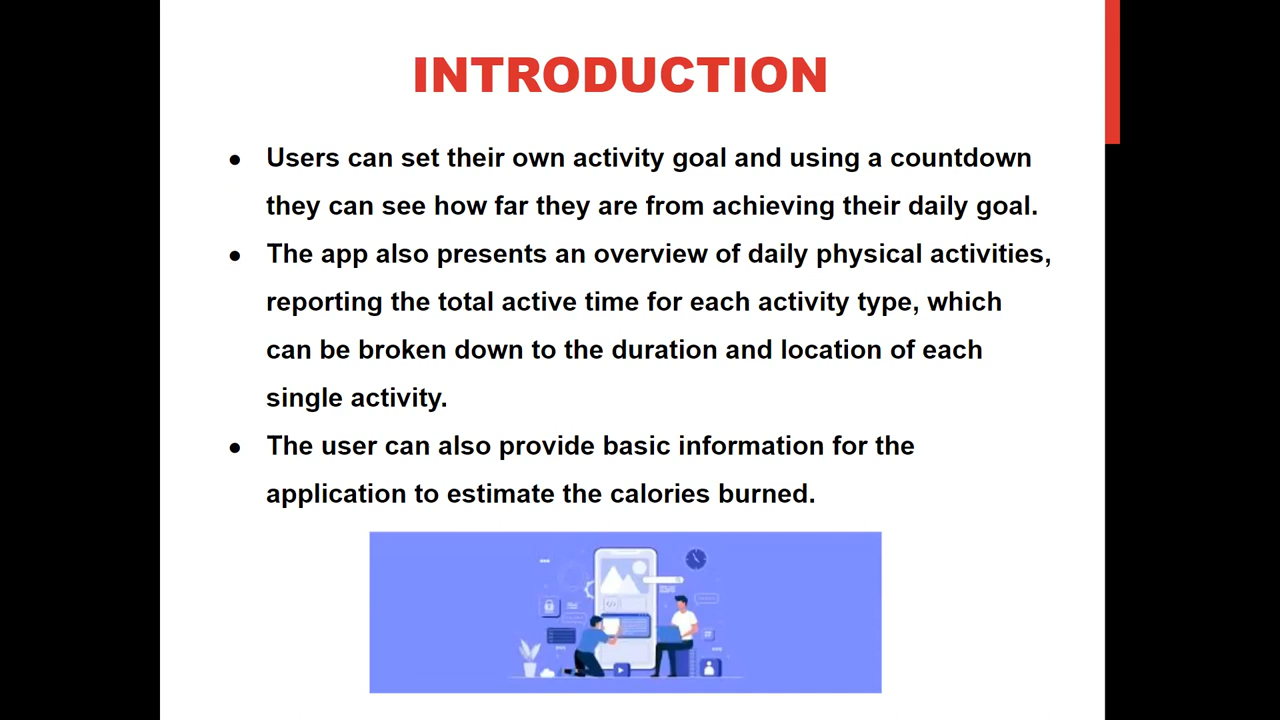 INTRODUCTION
● Users can set their own activity goal and using a countdown
they can see how far they are from achieving their daily goal.
● The app also presents an overview of daily physical activities,
reporting the total active time for each activity type, which
can be broken down to the duration and location of each
single activity.
● The user can also provide basic information for the
application to estimate the calories burned.